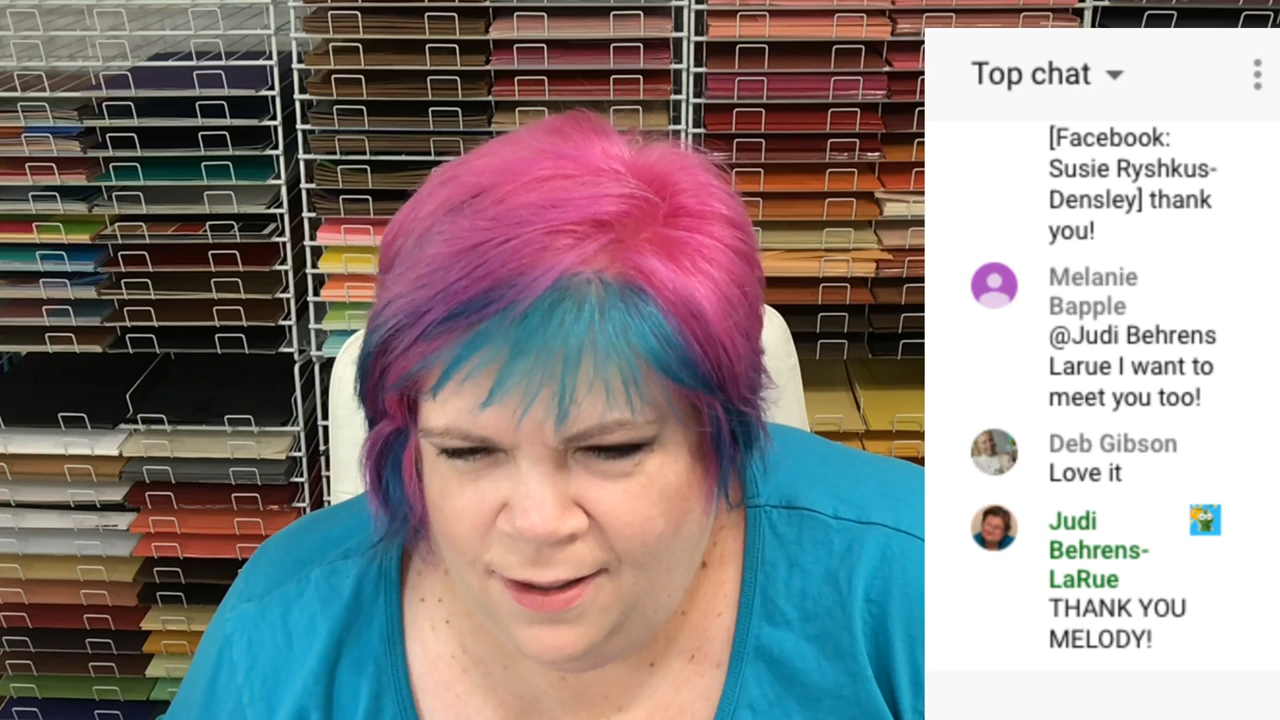 Top chat
[Facebook:
Susie Ryshkus-
Densley] thank
you!
Melanie
Bapple
@Judi Behrens
Larue I want to
meet you too!
Deb Gibson
Love it
Judi
Behrens-
LaRue
THANK YOU
MELODY!